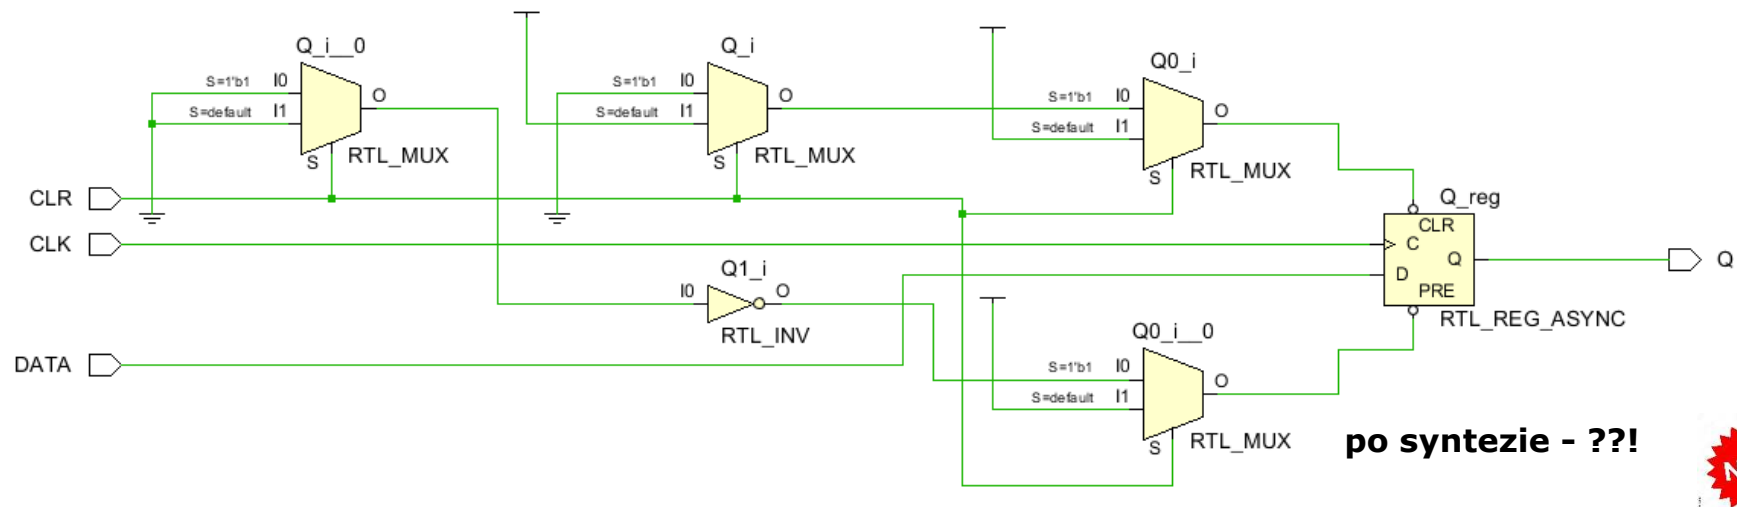 Q_i__0
S=1'b1 I0
S=default I1
O
S
RTL_MUX
Q_i
S=1'b1 I0
S=default I1
O
S
RTL_MUX
Q0_i
S=1'b1 I0
S=default I1
O
S
RTL_MUX
CLR
CLK
DATA
Q1_i
I0
O
RTL_INV
Q0_i__0
S=1'b1 I0
S=default I1
O
S
RTL_MUX
Q_reg
CLR
C
D
Q
PRE
RTL_REG_ASYNC
Q
po syntezie - ??!